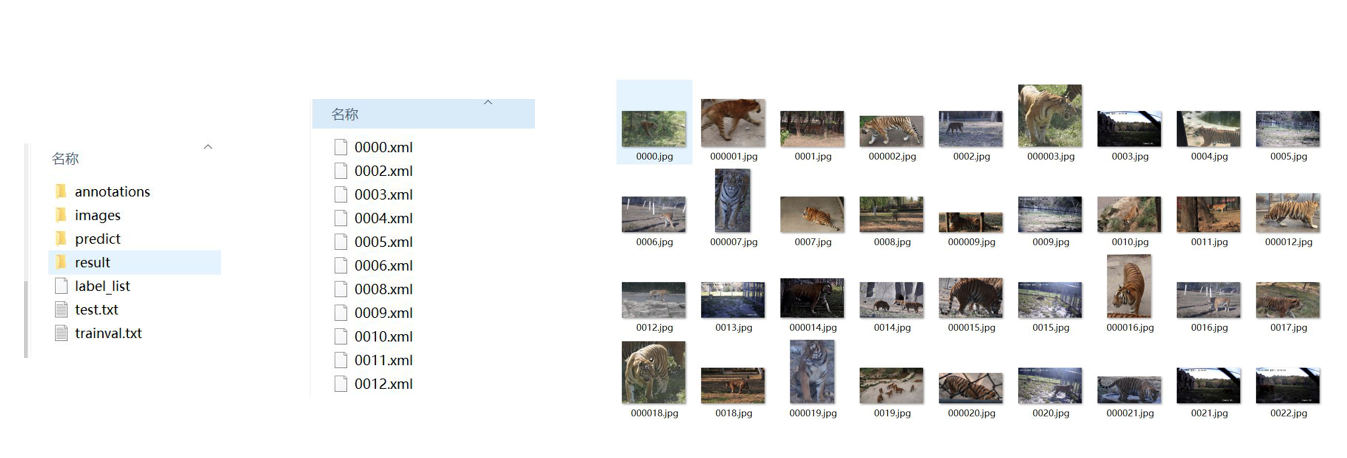 名称
annotations
images
predict
result
label_list
test.txt
trainval.txt
名称
0000.xml
0002.xml
0003.xml
0004.xml
0005.xml
0006.xml
0008.xml
0009.xml
0010.xml
0011.xml
0012.xml
0000.jpg 000001.jpg 0001.jpg 000002.jpg 0002.jpg 000003.jpg 0003.jpg 0004.jpg 0005.jpg
0006.jpg 000007.jpg 0007.jpg 0008.jpg 000009.jpg 0009.jpg 0010.jpg 0011.jpg 000012.jpg
0012.jpg 0013.jpg 000014.jpg 0014.jpg 000015.jpg 0015.jpg 000016.jpg 0016.jpg 0017.jpg
000018.jpg 0018.jpg 000019.jpg 0019.jpg 000020.jpg 0020.jpg 000021.jpg 0021.jpg 0022.jpg